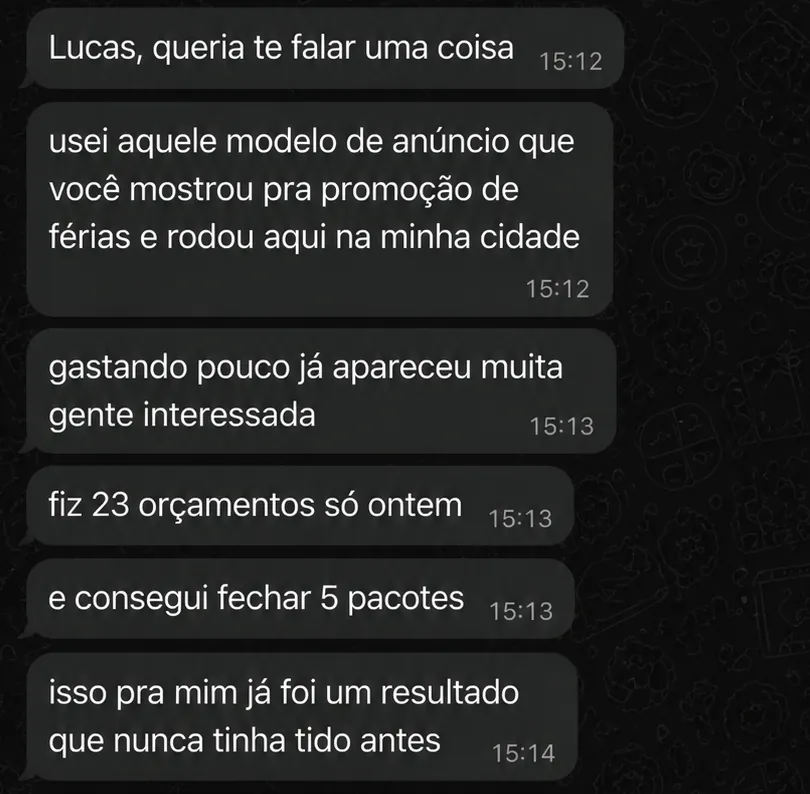 Lucas, queria te falar uma coisa 15:12
usei aquele modelo de anúncio que
você mostrou pra promoção de
férias e rodou aqui na minha cidade
15:12
gastando pouco já apareceu muita
gente interessada 15:13
fiz 23 orçamentos só ontem 15:13
e consegui fechar 5 pacotes 15:13
isso pra mim já foi um resultado
que nunca tinha tido antes 15:14